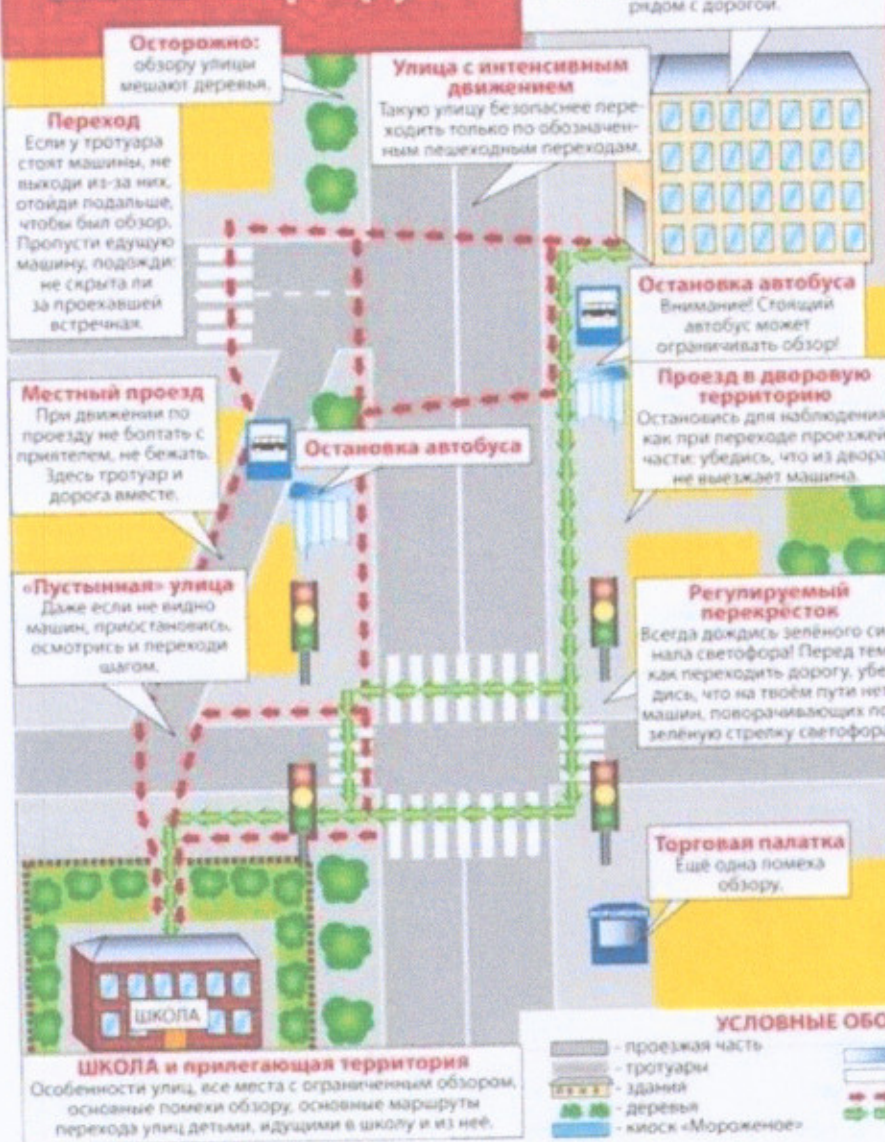 рядом с дорогой.
Осторожно:
обзору улицы
мешают деревья.
Улица с интенсивным
движением
Такую улицу безопаснее пере-
ходить только по обозначен-
ным пешеходным переходам.
Переход
Если у тротуара
стоят машины, не
выходи из-за них,
отойди подальше,
чтобы был обзор.
Пропусти едущую
машину, подожди:
не скрыта ли
за проехавшей
встречная.
Остановка автобуса
Внимание! Стоящий
автобус может
ограничивать обзор!
Проезд в дворовую
территорию
Остановись для наблюдения,
как при переходе проезжей
части: убедись, что из двора
не выезжает машина.
Местный проезд
При движении по
проезду не болтать с
приятелем, не бежать.
Здесь тротуар и
дорога вместе.
Остановка автобуса
«Пустынная» улица
Даже если не видно
машин, приостановись,
осмотрись и переходи
шагом.
Регулируемый
перекрёсток
Всегда дождись зелёного сиг
нала светофора! Перед тем
как переходить дорогу, убе
дись, что на твоём пути нет
машин, поворачивающих по
зелёную стрелку светофора
Торговая палатка
Ещё одна помеха
обзору.
ШКОЛА
ШКОЛА и прилегающая территория
Особенности улиц, все места с ограниченным обзором,
основные помехи обзору, основные маршруты
перехода улиц детьми, идущими в школу и из неё.
УСЛОВНЫЕ ОБО
- проезжая часть
- тротуары
- здания
- деревья
- киоск «Мороженое»